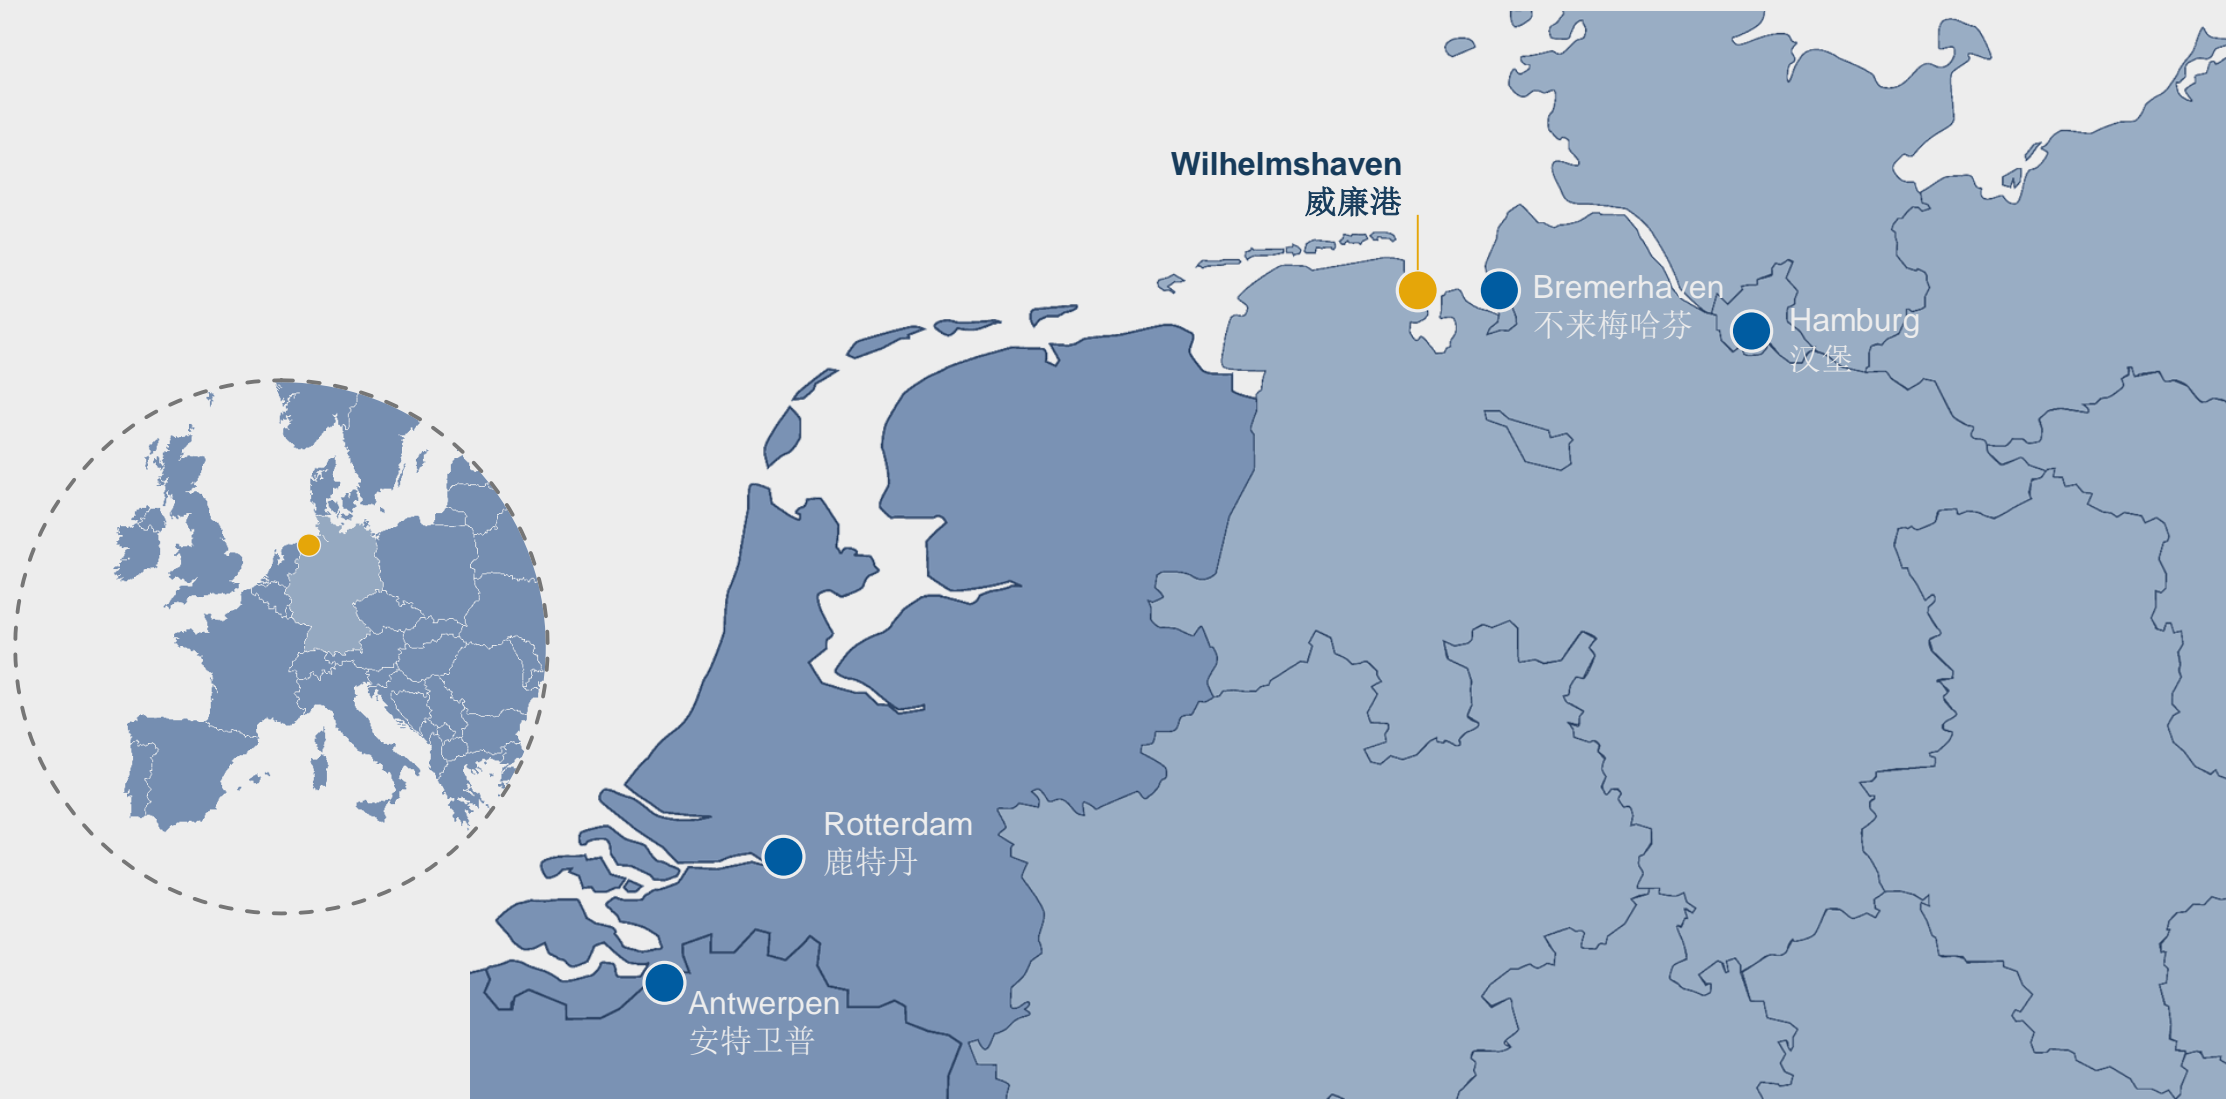 Wilhelmshaven
威廉港
Bremerhaven
不来梅哈芬
Hamburg
汉堡
Rotterdam
鹿特丹
Antwerpen
安特卫普